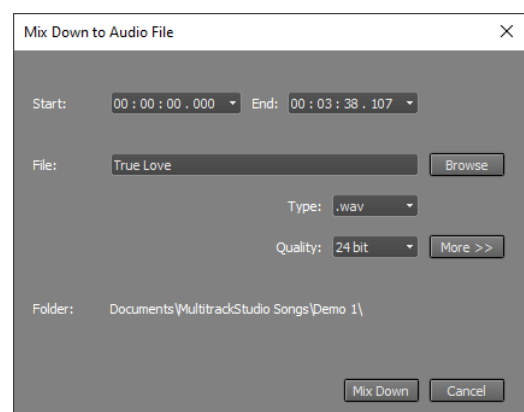 Mix Down to Audio File
Start: 00 : 00 : 00 . 000 End: 00 : 03 : 38 . 107
File: True Love Browse
Type: .wav
Quality: 24 bit More >>
Folder: Documents\MultitrackStudio Songs\Demo 1\
Mix Down Cancel